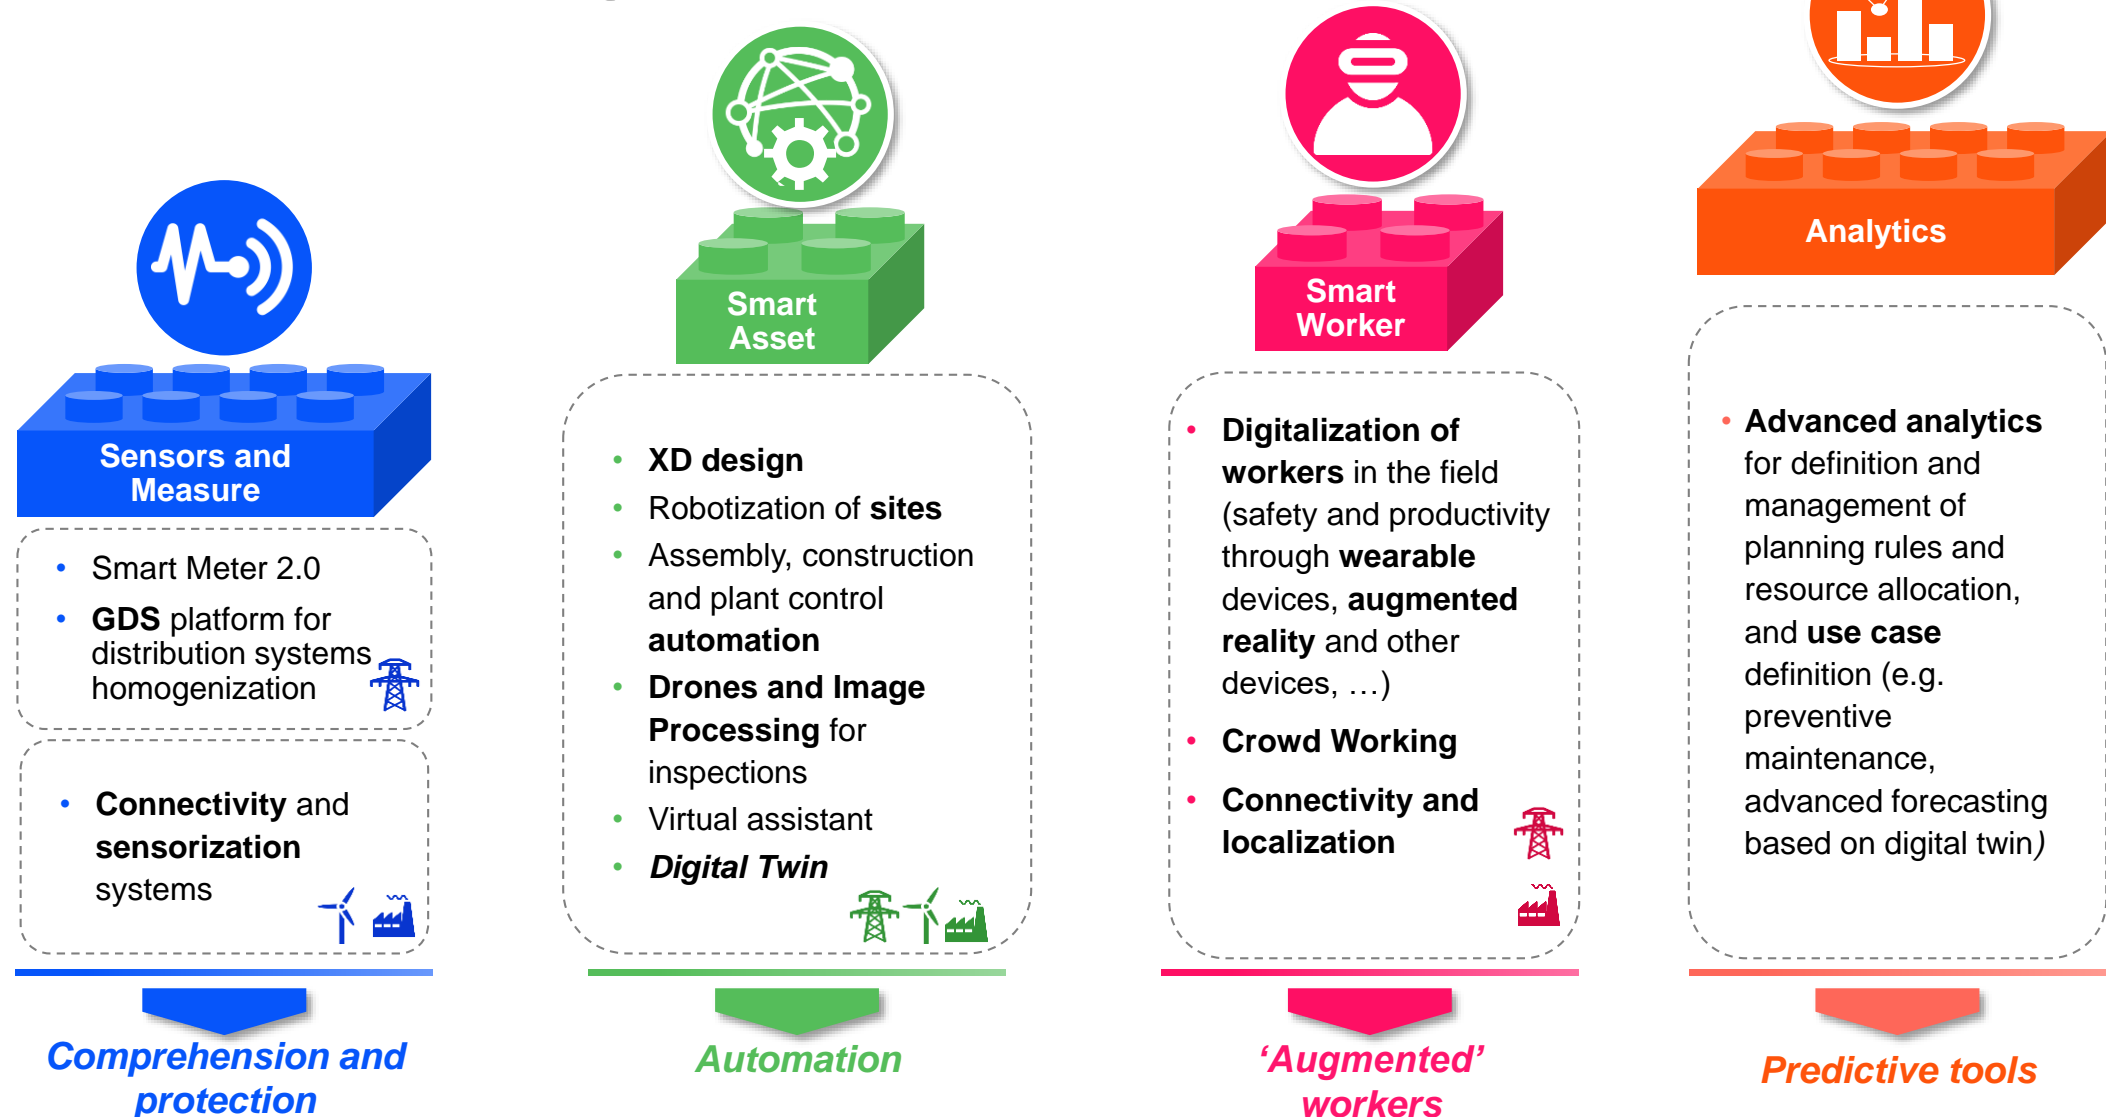 Sensors and
Measure
• Smart Meter 2.0
• GDS platform for
distribution systems
homogenization
• Connectivity and
sensorization
systems
Comprehension and
protection
Smart
Asset
• XD design
• Robotization of sites
• Assembly, construction
and plant control
automation
• Drones and Image
Processing for
inspections
• Virtual assistant
• Digital Twin
Automation
Smart
Worker
• Digitalization of
workers in the field
(safety and productivity
through wearable
devices, augmented
reality and other
devices, …)
• Crowd Working
• Connectivity and
localization
‘Augmented’
workers
Analytics
• Advanced analytics
for definition and
management of
planning rules and
resource allocation,
and use case
definition (e.g.
preventive
maintenance,
advanced forecasting
based on digital twin)
Predictive tools